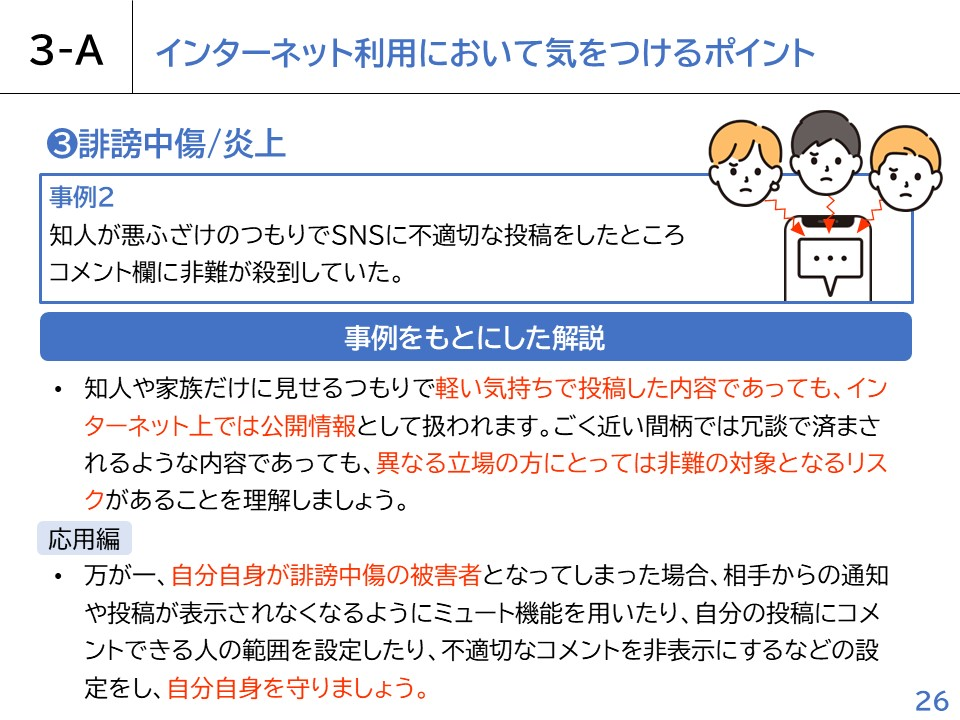 3-A
インターネット利用において気をつけるポイント
❸誹謗中傷/炎上
事例2
知人が悪ふざけのつもりでSNSに不適切な投稿をしたところ
コメント欄に非難が殺到していた。
事例をもとにした解説
• 知人や家族だけに見せるつもりで軽い気持ちで投稿した内容であっても、イン
ターネット上では公開情報として扱われます。ごく近い間柄では冗談で済まさ
れるような内容であっても、異なる立場の方にとっては非難の対象となるリス
クがあることを理解しましょう。
応用編
• 万が一、自分自身が誹謗中傷の被害者となってしまった場合、相手からの通知
や投稿が表示されなくなるようにミュート機能を用いたり、自分の投稿にコメ
ントできる人の範囲を設定したり、不適切なコメントを非表示にするなどの設
定をし、自分自身を守りましょう。
26